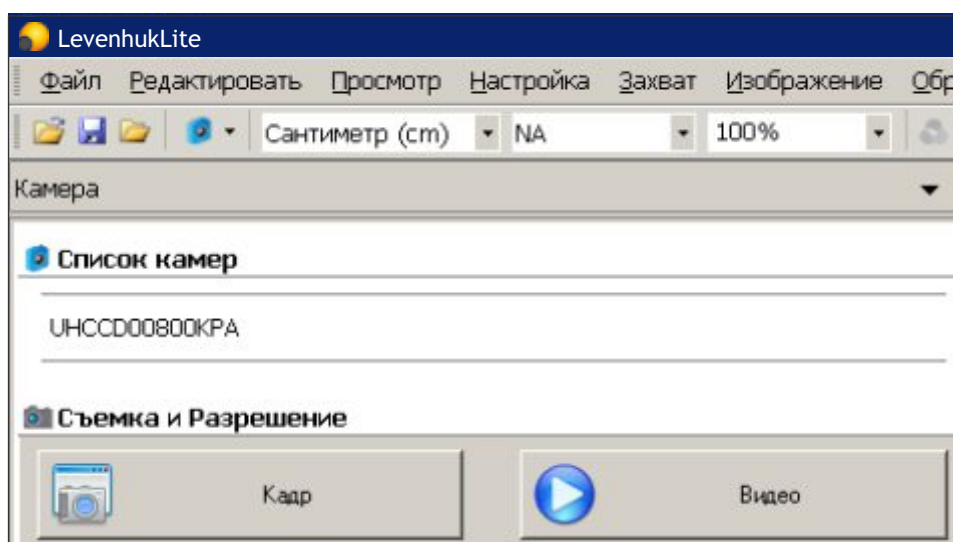 LevenhukLite
Файл Редактировать Просмотр Настройка Захват Изображение Обр
Сантиметр (cm) NA 100%
Камера
Список камер
UHCCD00800KPA
Съемка и Разрешение
Кадр Видео